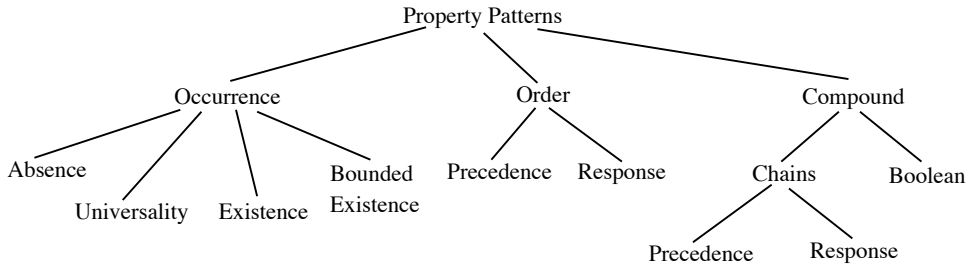 Property Patterns
Occurrence
Order
Compound
Absence
Universality
Existence
Bounded
Existence
Precedence
Response
Chains
Boolean
Precedence
Response